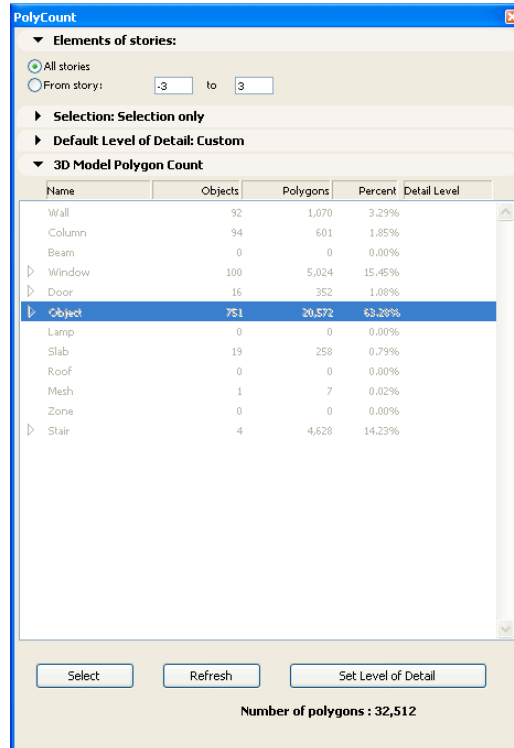 PolyCount
Elements of stories:
All stories
From story: -3 to 3
Selection: Selection only
Default Level of Detail: Custom
3D Model Polygon Count
Name Objects Polygons Percent Detail Level
Wall 92 1,070 3.29%
Column 94 601 1.85%
Beam 0 0 0.00%
Window 100 5,024 15.45%
Door 16 352 1.08%
Object 751 20,572 63.28%
Lamp 0 0 0.00%
Slab 19 258 0.79%
Roof 0 0 0.00%
Mesh 1 7 0.02%
Zone 0 0 0.00%
Stair 4 4,628 14.23%
Select Refresh Set Level of Detail
Number of polygons : 32,512